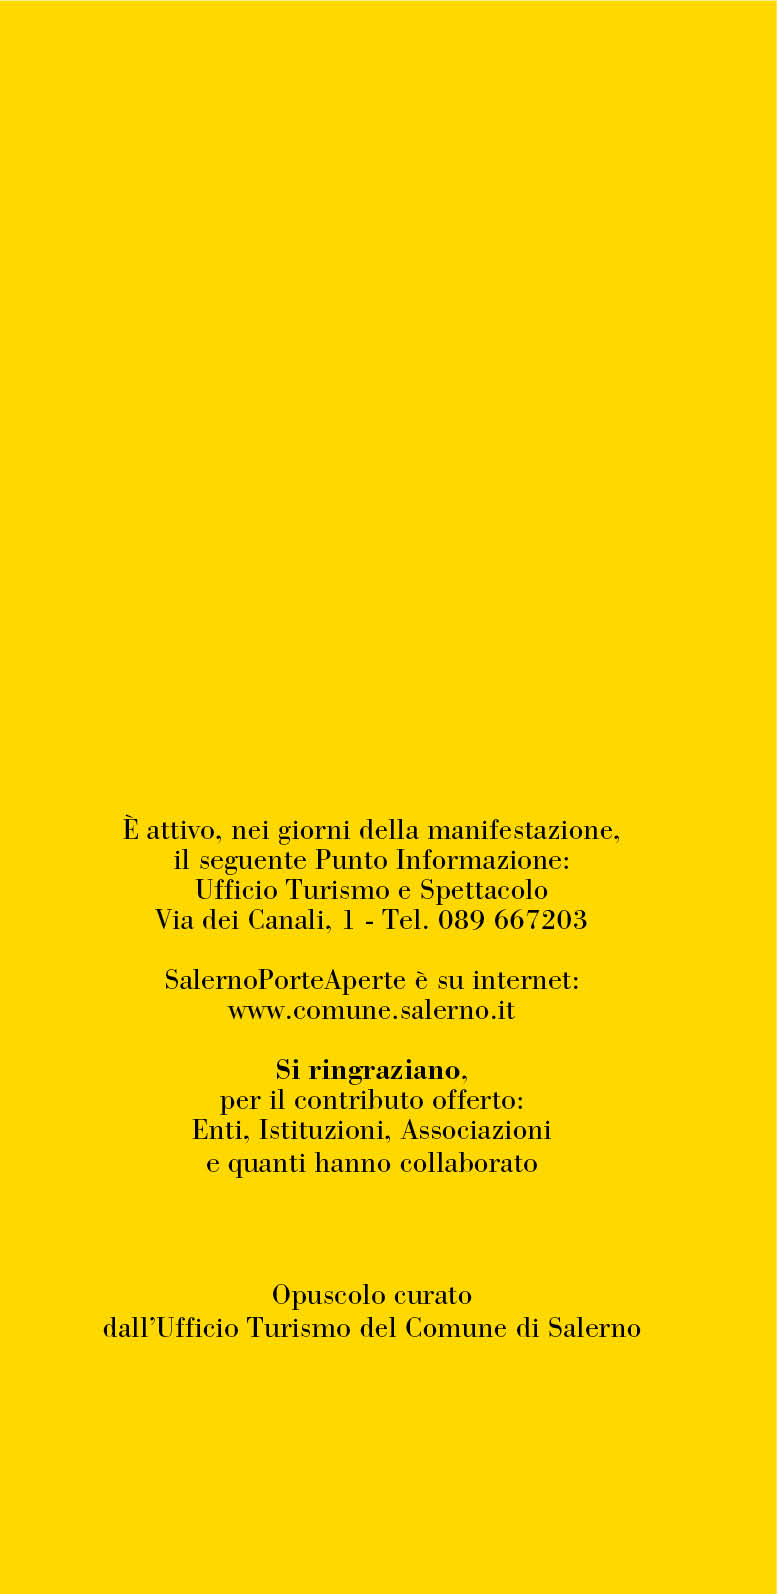 È attivo, nei giorni della manifestazione,
il seguente Punto Informazione:
Ufficio Turismo e Spettacolo
Via dei Canali, 1 - Tel. 089 667203
SalernoPorteAperte è su internet:
www.comune.salerno.it
Si ringraziano,
per il contributo offerto:
Enti, Istituzioni, Associazioni
e quanti hanno collaborato
Opuscolo curato
dall’Ufficio Turismo del Comune di Salerno